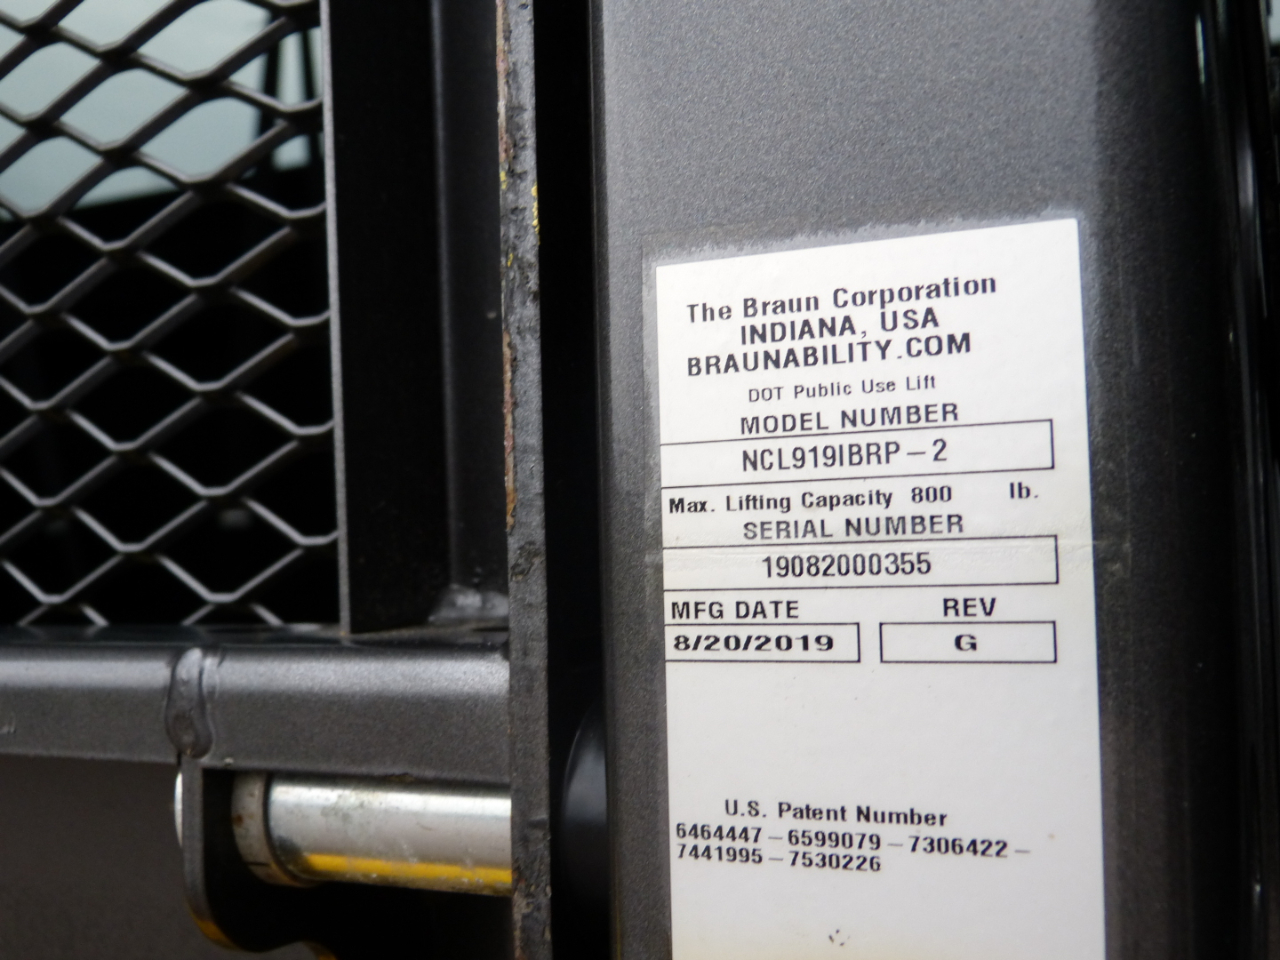 The Braun Corporation
INDIANA, USA
BRAUNABILITY.COM
DOT Public Use Lift
MODEL NUMBER
NCL919IBRP-2
Max. Lifting Capacity 800 lb.
SERIAL NUMBER
19082000355
MFG DATE REV
8/20/2019 G
U.S. Patent Number
6464447-6599079-7306422-
7441995-7530226